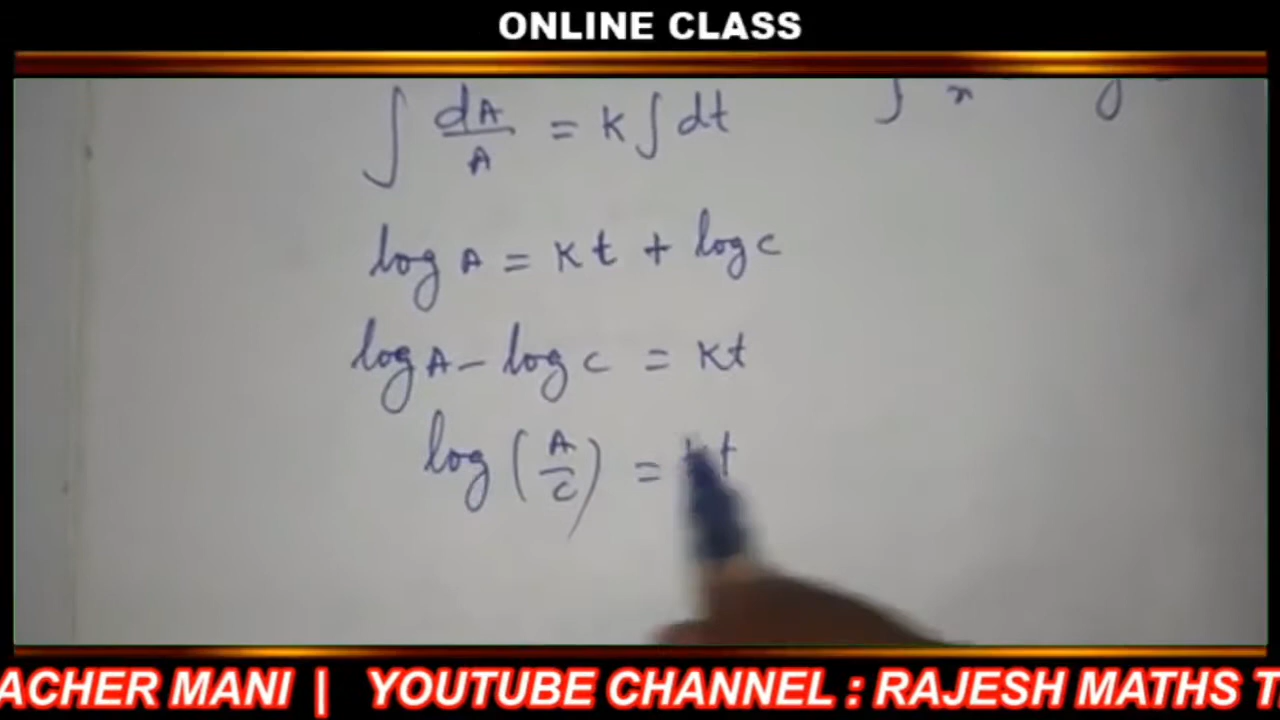 ONLINE CLASS
∫ dA/A = k ∫ dt
log A = kt + log C
log A − log C = kt
log (A/C) = kt
ACHER MANI | YOUTUBE CHANNEL : RAJESH MATHS T